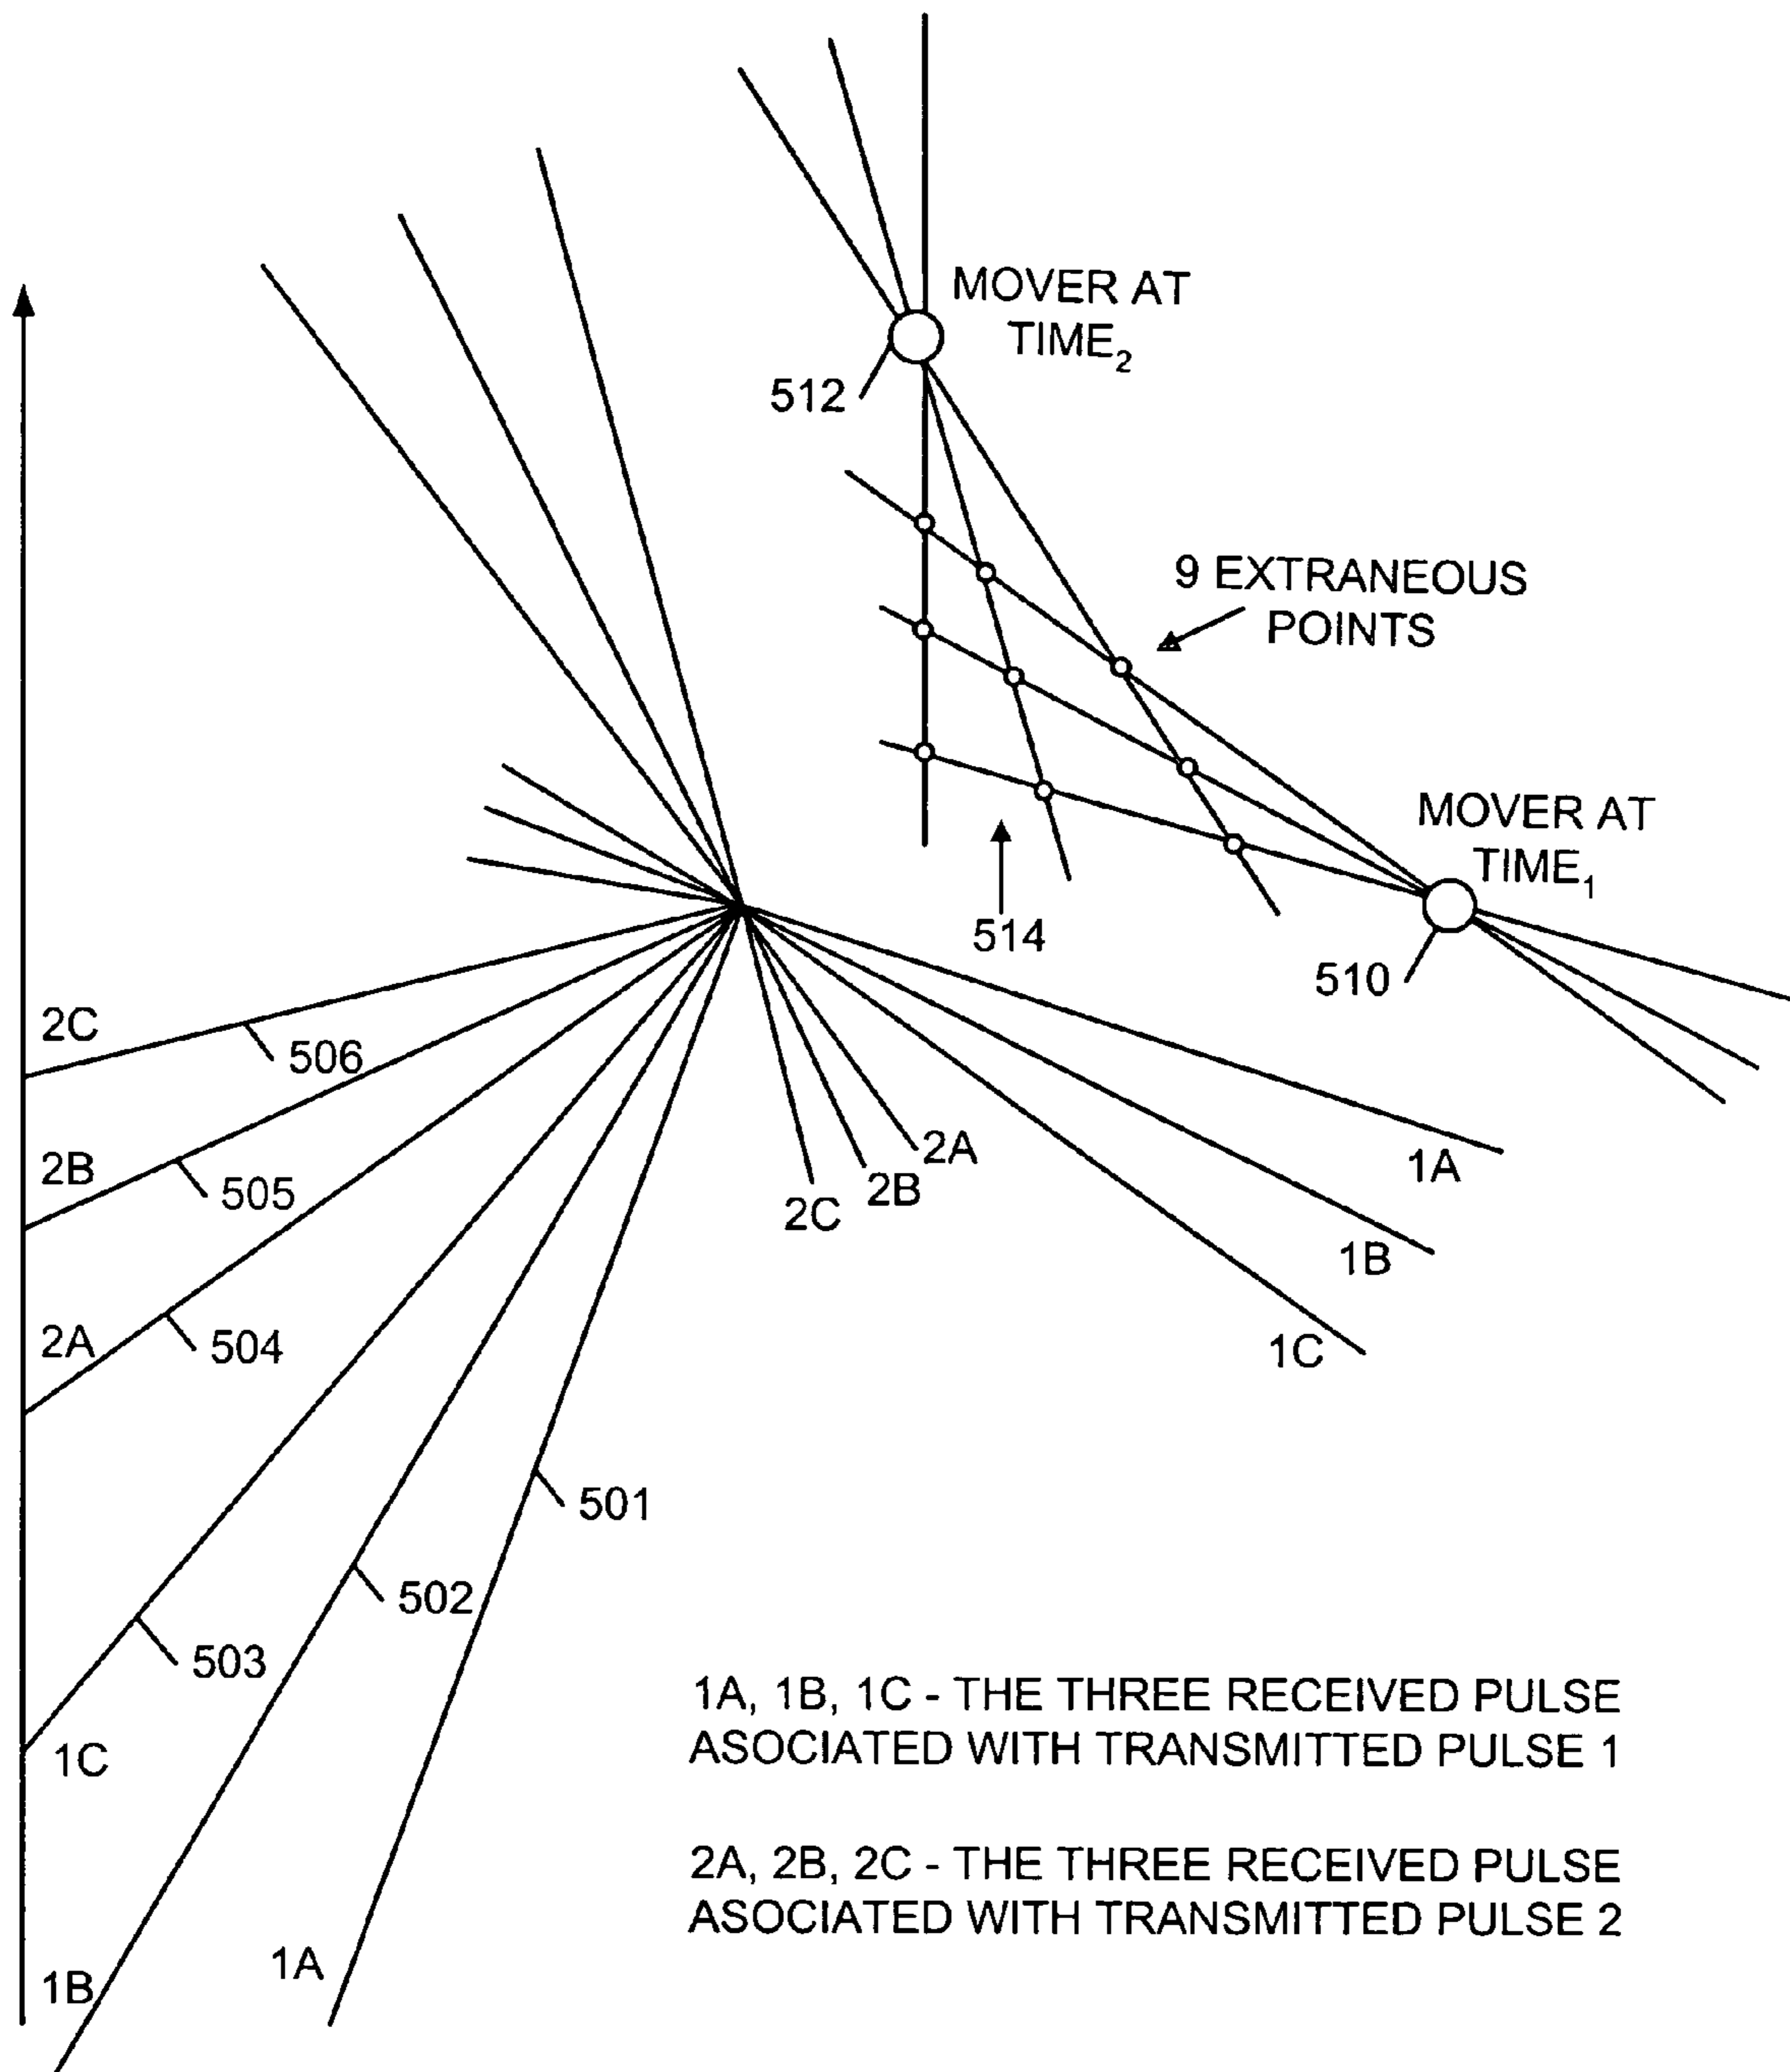 MOVER AT
TIME₂
512
9 EXTRANEOUS
POINTS
MOVER AT
TIME₁
514
510
2C
506
2A
2B
2C
1A
2B
505
1B
2A
504
1C
501
502
503
1C
1A, 1B, 1C - THE THREE RECEIVED PULSE
ASOCIATED WITH TRANSMITTED PULSE 1
2A, 2B, 2C - THE THREE RECEIVED PULSE
ASOCIATED WITH TRANSMITTED PULSE 2
1A
1B